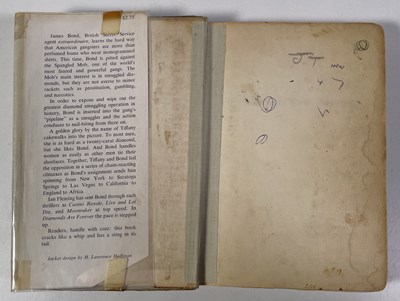 $2.75
James Bond, British Secret Service
agent extraordinaire, learns the hard way
that American gangsters are more than
perfumed bums who wear monogrammed
shirts. This time, Bond is pitted against
the Spangled Mob, one of the world's
most feared and powerful gangs. The
Mob's main interest is in smuggled dia-
monds, but they are not averse to minor
rackets such as prostitution, gambling,
and narcotics.
In order to expose and wipe out the
greatest diamond smuggling operation in
history, Bond is inserted into the gang's
"pipeline" as a smuggler and the action
conduces to nail-biting from there on.
A golden glory by the name of Tiffany
cakewalks into the picture. To most men,
she is as hard as a twenty-carat diamond,
but she likes Bond. And Bond handles
women as easily as other men tie their
shoelaces. Together, Tiffany and Bond foil
the opposition in a series of chain-reacting
climaxes as Bond's assignment sends him
spinning from New York to Saratoga
Springs to Las Vegas to California to
England to Africa.
Ian Fleming has sent Bond through such
thrillers as Casino Royale, Live and Let
Die, and Moonraker at top speed. In
Diamonds Are Forever the pace is stepped
up.
Readers, handle with care: this book
cracks like a whip and has a sting in its
tail.
Jacket design by H. Lawrence Hoffman